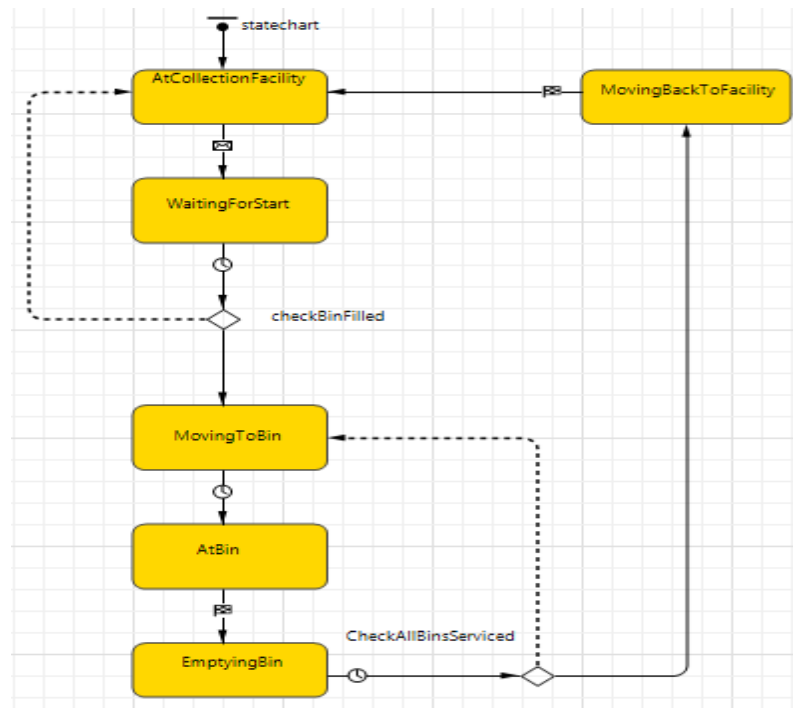 statechart
AtCollectionFacility
MovingBackToFacility
WaitingForStart
checkBinFilled
MovingToBin
AtBin
CheckAllBinsServiced
EmptyingBin